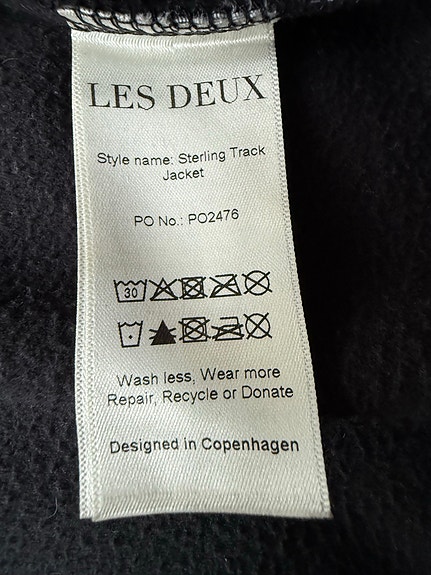 LES DEUX
Style name: Sterling Track
Jacket
PO No.: PO2476
30
Wash less, Wear more
Repair, Recycle or Donate
Designed in Copenhagen